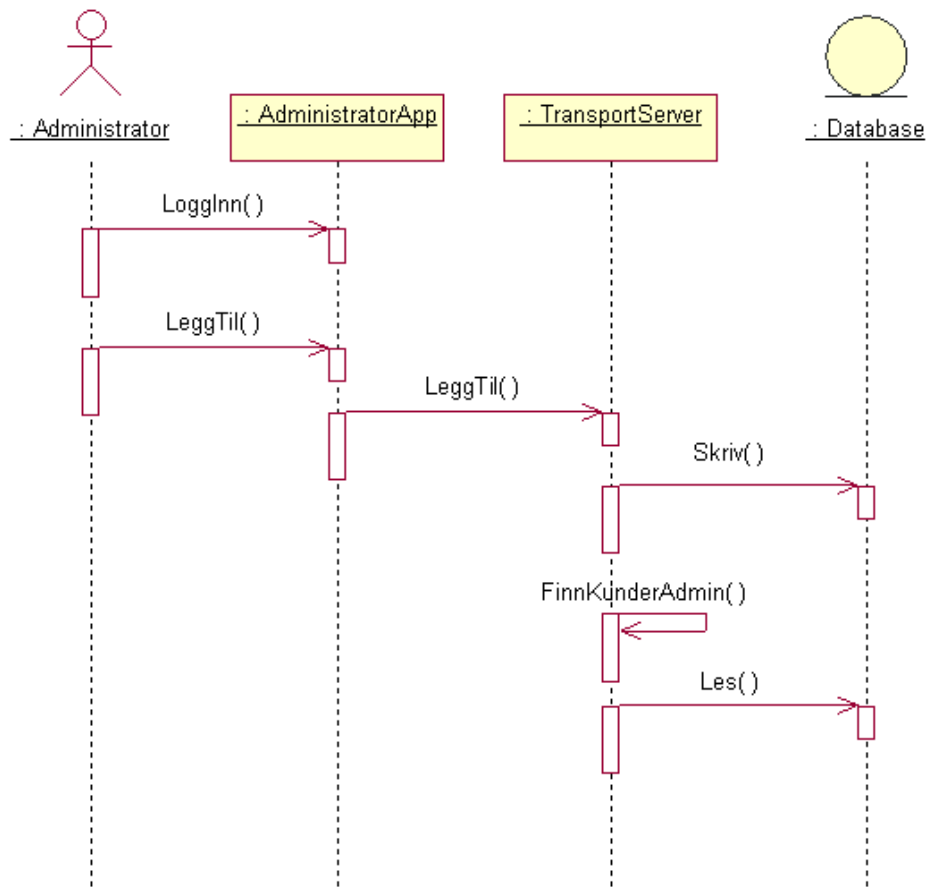 : Administrator
: AdministratorApp
: TransportServer
: Database
LoggInn( )
LeggTil( )
LeggTil( )
Skriv( )
FinnKunderAdmin( )
Les( )